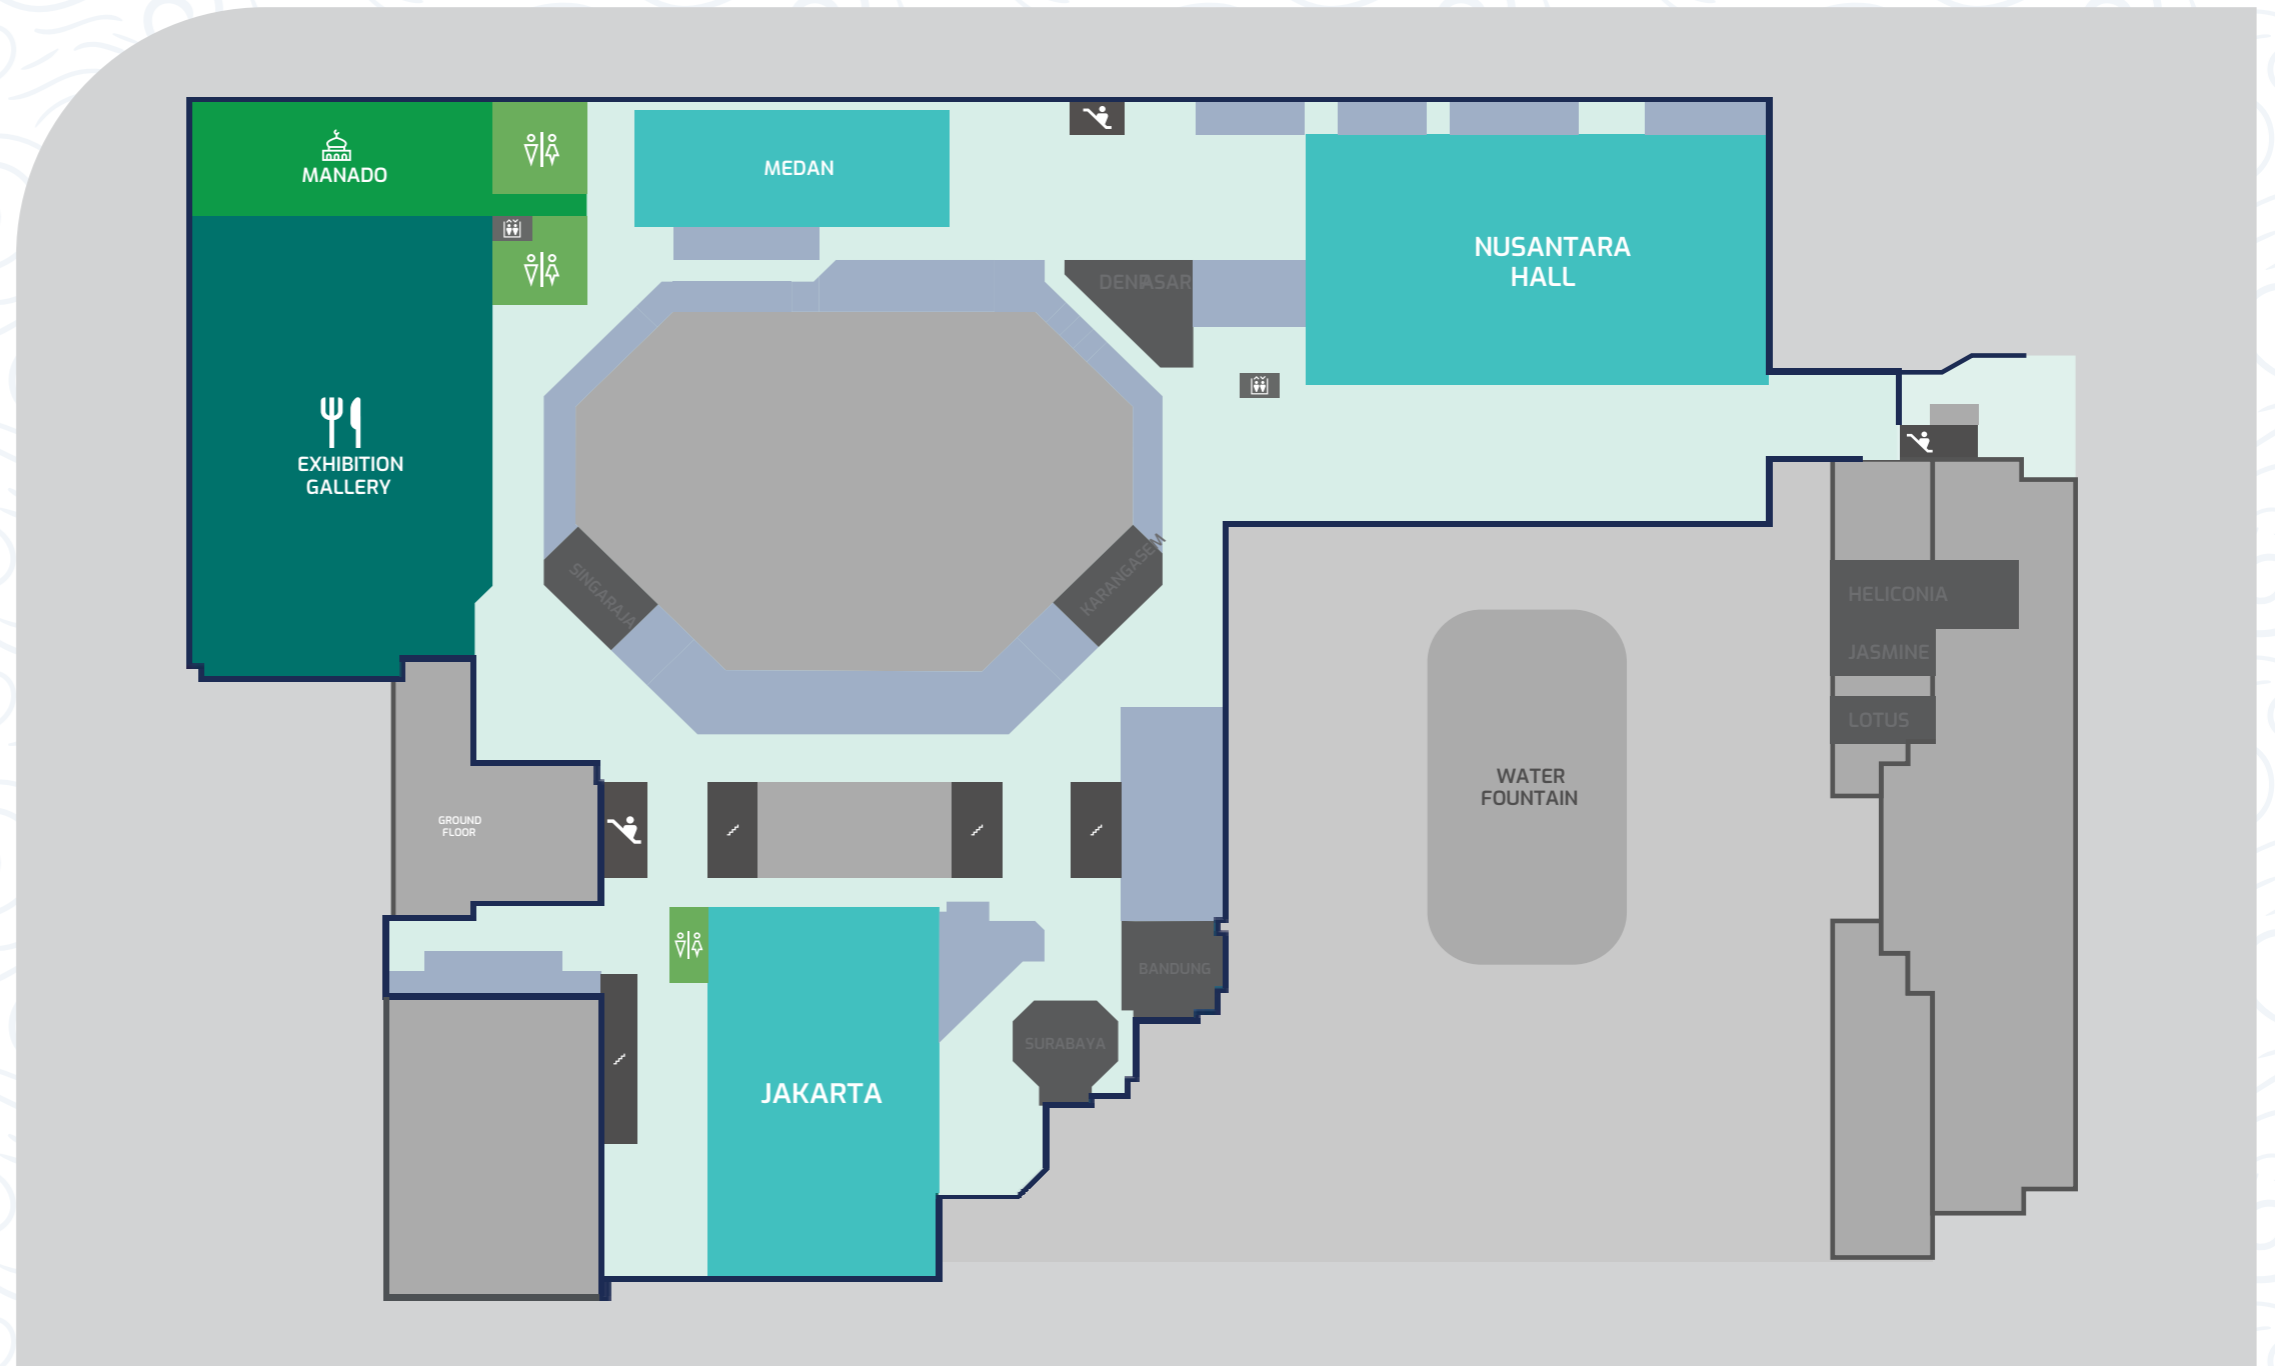 MANADO
MEDAN
NUSANTARA
HALL
DENPASAR
EXHIBITION
GALLERY
SINGARAJA
KARANGASEM
HELICONIA
JASMINE
LOTUS
WATER
FOUNTAIN
GROUND
FLOOR
BANDUNG
SURABAYA
JAKARTA